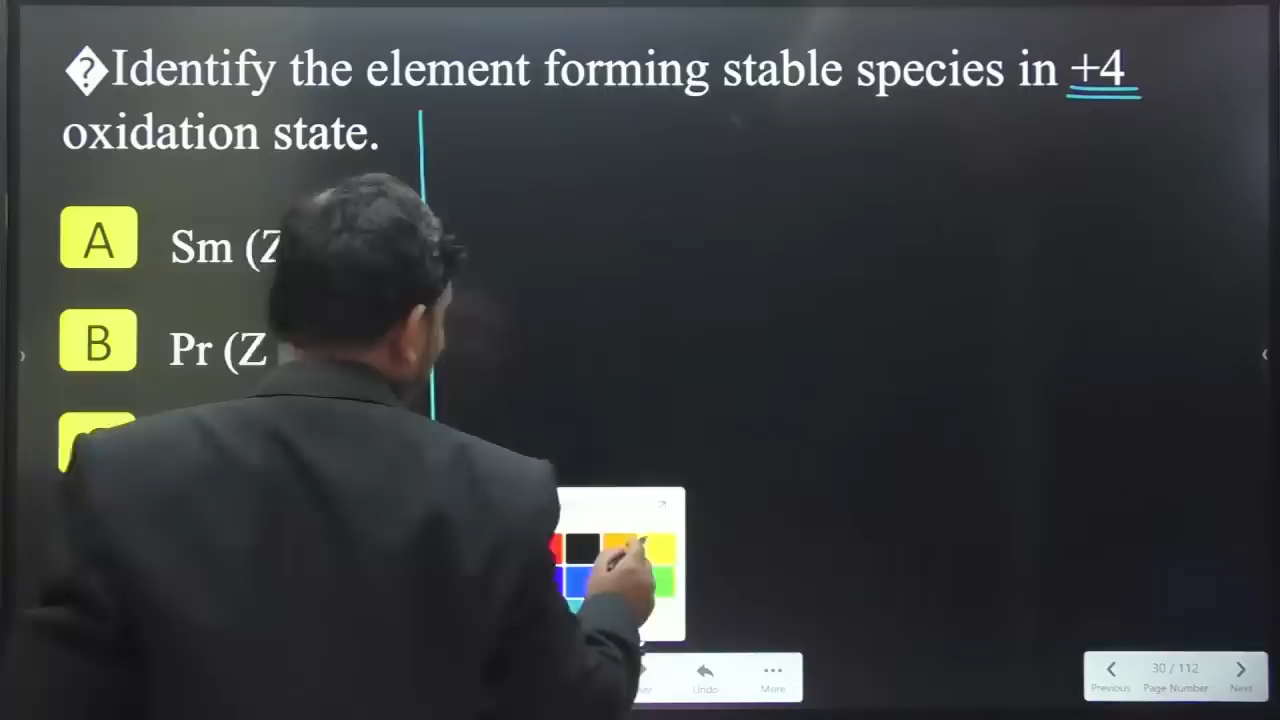 �Identify the element forming stable species in +4
oxidation state.
A Sm (Z
B Pr (Z
Undo
More
Previous
30 / 112
Page Number
Next